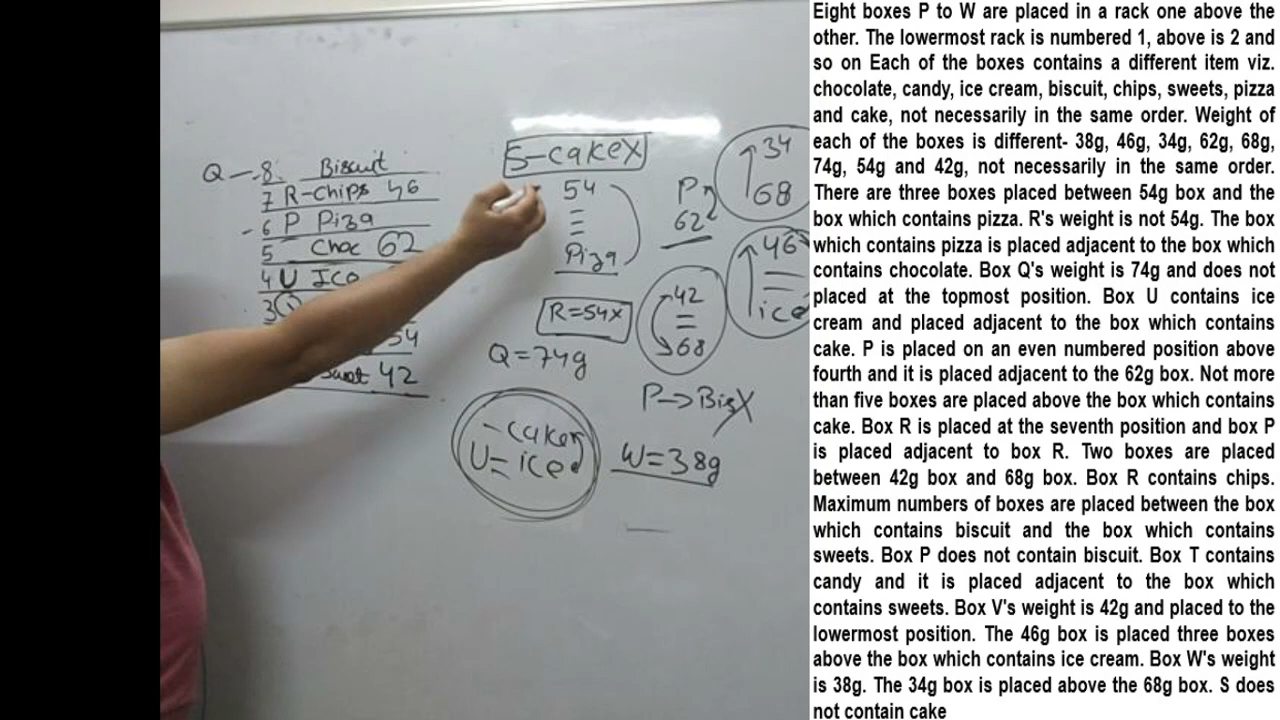 Q - 8. Biscuit
7 R-Chips 46
6 P Piza
5 Choc 62
4 U Ice
3
54
42
S-cakex
54
Piza
R=54x
Q=74g
- cake
U= ice
P
62
42
=
68
P->Bisx
W=38g
34
68
46
ice
Eight boxes P to W are placed in a rack one above the
other. The lowermost rack is numbered 1, above is 2 and
so on Each of the boxes contains a different item viz.
chocolate, candy, ice cream, biscuit, chips, sweets, pizza
and cake, not necessarily in the same order. Weight of
each of the boxes is different- 38g, 46g, 34g, 62g, 68g,
74g, 54g and 42g, not necessarily in the same order.
There are three boxes placed between 54g box and the
box which contains pizza. R's weight is not 54g. The box
which contains pizza is placed adjacent to the box which
contains chocolate. Box Q's weight is 74g and does not
placed at the topmost position. Box U contains ice
cream and placed adjacent to the box which contains
cake. P is placed on an even numbered position above
fourth and it is placed adjacent to the 62g box. Not more
than five boxes are placed above the box which contains
cake. Box R is placed at the seventh position and box P
is placed adjacent to box R. Two boxes are placed
between 42g box and 68g box. Box R contains chips.
Maximum numbers of boxes are placed between the box
which contains biscuit and the box which contains
sweets. Box P does not contain biscuit. Box T contains
candy and it is placed adjacent to the box which
contains sweets. Box V's weight is 42g and placed to the
lowermost position. The 46g box is placed three boxes
above the box which contains ice cream. Box W's weight
is 38g. The 34g box is placed above the 68g box. S does
not contain cake